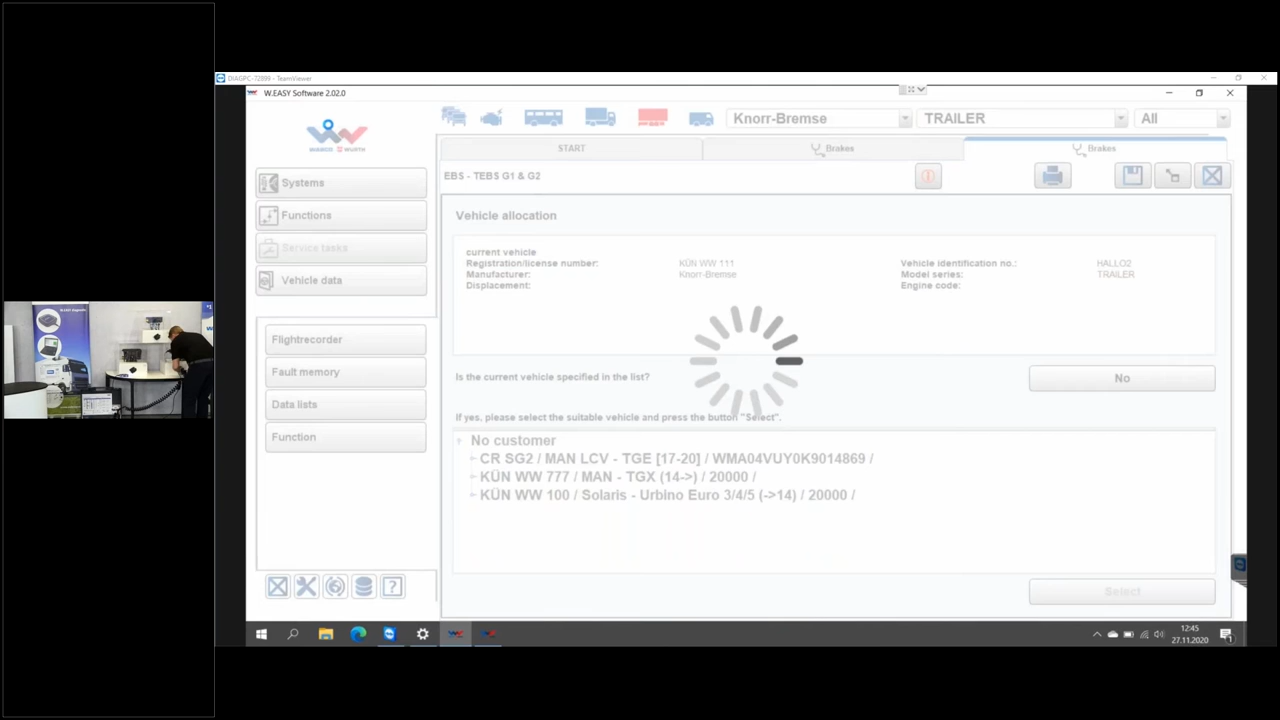 DIAGPC-72899 - TeamViewer
W.EASY Software 2.02.0
WABCO WÜRTH
Knorr-Bremse
TRAILER
All
START
Brakes
Brakes
Systems
Functions
Service tasks
Vehicle data
Flightrecorder
Fault memory
Data lists
Function
EBS - TEBS G1 & G2
Vehicle allocation
current vehicle
Registration/license number: KÜN WW 111 Vehicle identification no.: HALLO2
Manufacturer: Knorr-Bremse Model series: TRAILER
Displacement: Engine code:
Is the current vehicle specified in the list?
No
If yes, please select the suitable vehicle and press the button "Select".
No customer
CR SG2 / MAN LCV - TGE [17-20] / WMA04VUY0K9014869 /
KÜN WW 777 / MAN - TGX (14->) / 20000 /
KÜN WW 100 / Solaris - Urbino Euro 3/4/5 (->14) / 20000 /
Select
12:45
27.11.2020